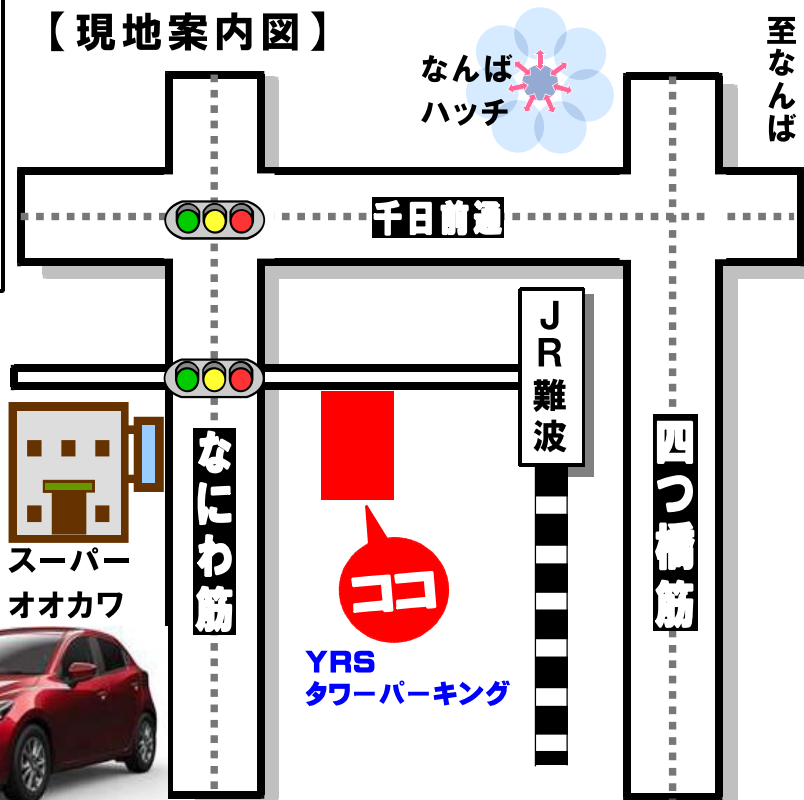 【現地案内図】
なんば
ハッチ
至なんば
千日前通
JR難波
なにわ筋
四つ橋筋
スーパー
オオカワ
ココ
YRS
タワーパーキング